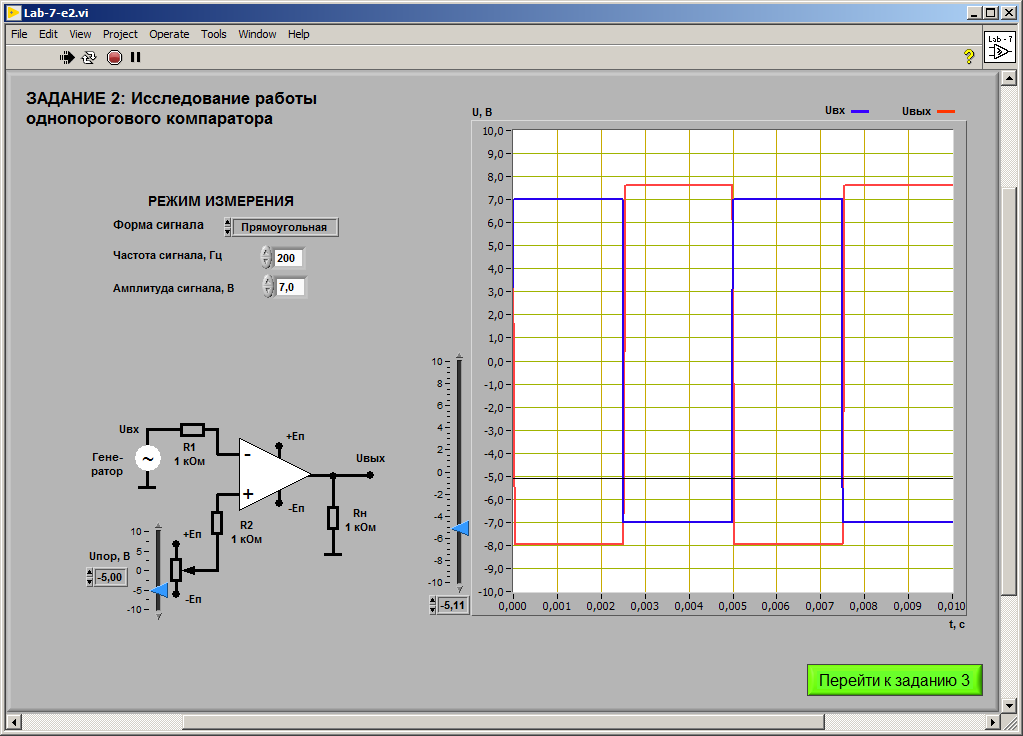 Lab-7-e2.vi
File Edit View Project Operate Tools Window Help
Lab - 7
ЗАДАНИЕ 2: Исследование работы
однопорогового компаратора
РЕЖИМ ИЗМЕРЕНИЯ
Форма сигнала Прямоугольная
Частота сигнала, Гц 200
Амплитуда сигнала, В 7,0
U, В
Uвх Uвых
10,0
9,0
8,0
7,0
6,0
5,0
4,0
3,0
2,0
1,0
0,0
-1,0
-2,0
-3,0
-4,0
-5,0
-6,0
-7,0
-8,0
-9,0
-10,0
0,000 0,001 0,002 0,003 0,004 0,005 0,006 0,007 0,008 0,009 0,010
t, с
10
8
6
4
2
0
-2
-4
-6
-8
-10
-5,11
Uвх
Гене-
ратор
~
R1
1 кОм
-
+
+Еп
-Еп
Uвых
Rн
1 кОм
R2
1 кОм
+Еп
-Еп
Uпор, В
-5,00
10
5
0
-5
-10
Перейти к заданию 3